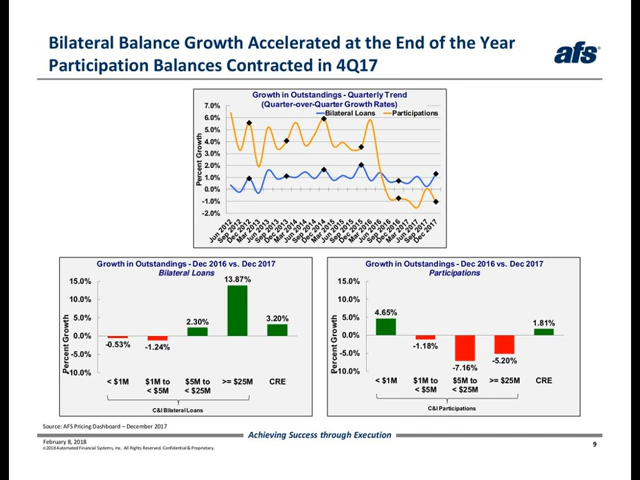 Bilateral Balance Growth Accelerated at the End of the Year
Participation Balances Contracted in 4Q17
afs
Growth in Outstandings - Quarterly Trend
(Quarter-over-Quarter Growth Rates)
Bilateral Loans Participations
Percent Growth
7.0%
6.0%
5.0%
4.0%
3.0%
2.0%
1.0%
0.0%
-1.0%
-2.0%
Jun 2012
Sep 2012
Dec 2012
Mar 2013
Jun 2013
Sep 2013
Dec 2013
Mar 2014
Jun 2014
Sep 2014
Dec 2014
Mar 2015
Jun 2015
Sep 2015
Dec 2015
Mar 2016
Jun 2016
Sep 2016
Dec 2016
Mar 2017
Jun 2017
Sep 2017
Dec 2017
Growth in Outstandings - Dec 2016 vs. Dec 2017
Bilateral Loans
Percent Growth
15.0%
10.0%
5.0%
0.0%
-5.0%
-10.0%
-0.53%
-1.24%
2.30%
13.87%
3.20%
< $1M $1M to $5M to >= $25M CRE
< $5M < $25M
C&I Bilateral Loans
Growth in Outstandings - Dec 2016 vs. Dec 2017
Participations
Percent Growth
15.0%
10.0%
5.0%
0.0%
-5.0%
-10.0%
4.65%
-1.18%
-7.16%
-5.20%
1.81%
< $1M $1M to $5M to >= $25M CRE
< $5M < $25M
C&I Participations
Source: AFS Pricing Dashboard – December 2017
Achieving Success through Execution
February 8, 2018
©2018 Automated Financial Systems, Inc. All Rights Reserved. Confidential & Proprietary.
9